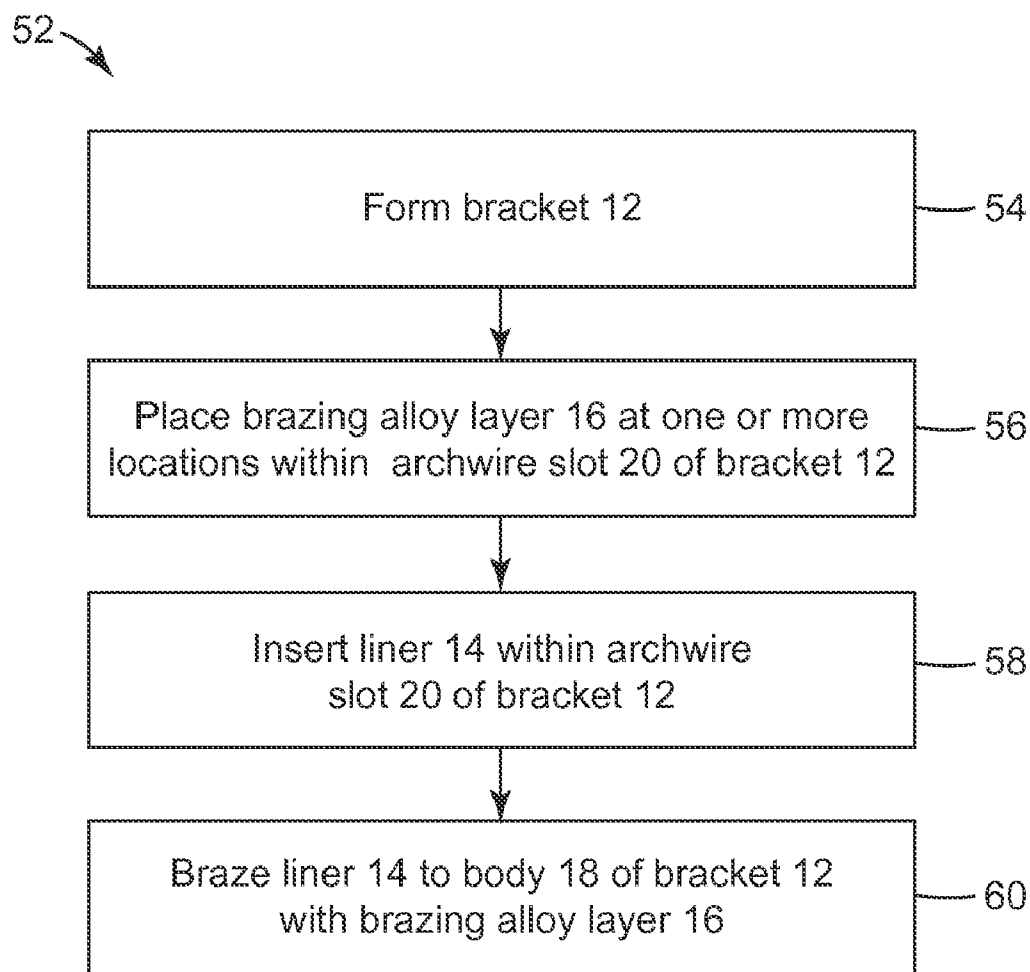 52
Form bracket 12
54
Place brazing alloy layer 16 at one or more
locations within archwire slot 20 of bracket 12
56
Insert liner 14 within archwire
slot 20 of bracket 12
58
Braze liner 14 to body 18 of bracket 12
with brazing alloy layer 16
60